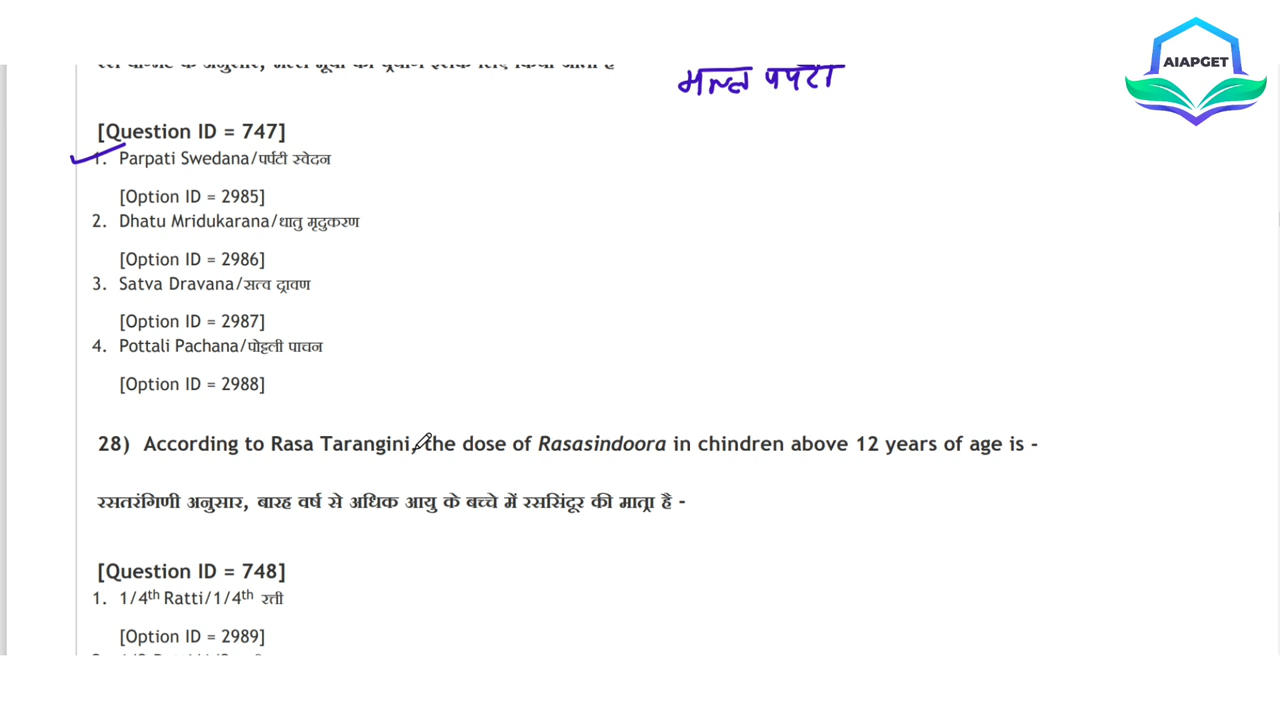 मल्ल पर्पटी
AIAPGET
[Question ID = 747]
1. Parpati Swedana/पर्पटी स्वेदन
[Option ID = 2985]
2. Dhatu Mridukarana/धातु मृदुकरण
[Option ID = 2986]
3. Satva Dravana/सत्व द्रावण
[Option ID = 2987]
4. Pottali Pachana/पोट्टली पाचन
[Option ID = 2988]
28) According to Rasa Tarangini, the dose of Rasasindoora in chindren above 12 years of age is -
रसतरंगिणी अनुसार, बारह वर्ष से अधिक आयु के बच्चे में रससिंदूर की मात्रा है -
[Question ID = 748]
1. 1/4th Ratti/1/4th रत्ती
[Option ID = 2989]